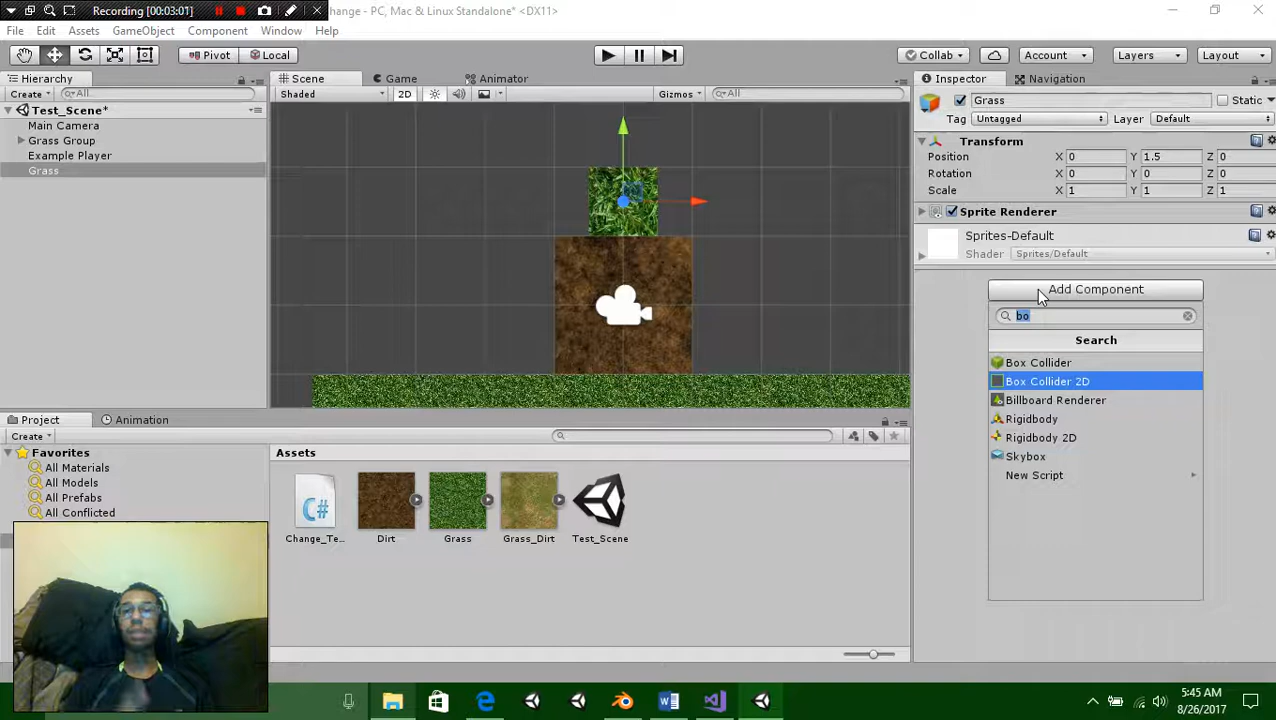 Recording [00:03:01]
Change - PC, Mac & Linux Standalone* <DX11>
File Edit Assets GameObject Component Window Help
Pivot Local Collab Account Layers Layout
Hierarchy Scene Game Animator Inspector Navigation
Create All Shaded 2D Gizmos All Grass Static
Test_Scene*
Tag Untagged Layer Default
Main Camera
Grass Group
Transform
Example Player
Position X 0 Y 1.5 Z 0
Grass
Rotation X 0 Y 0 Z 0
Scale X 1 Y 1 Z 1
Sprite Renderer
Sprites-Default
Shader Sprites/Default
Add Component
bo
Search
Box Collider
Box Collider 2D
Billboard Renderer
Rigidbody
Rigidbody 2D
Skybox
New Script
Project Animation
Create
Favorites Assets
All Materials
All Models
All Prefabs
All Conflicted
C#
Change_Te... Dirt Grass Grass_Dirt Test_Scene
5:45 AM
8/26/2017